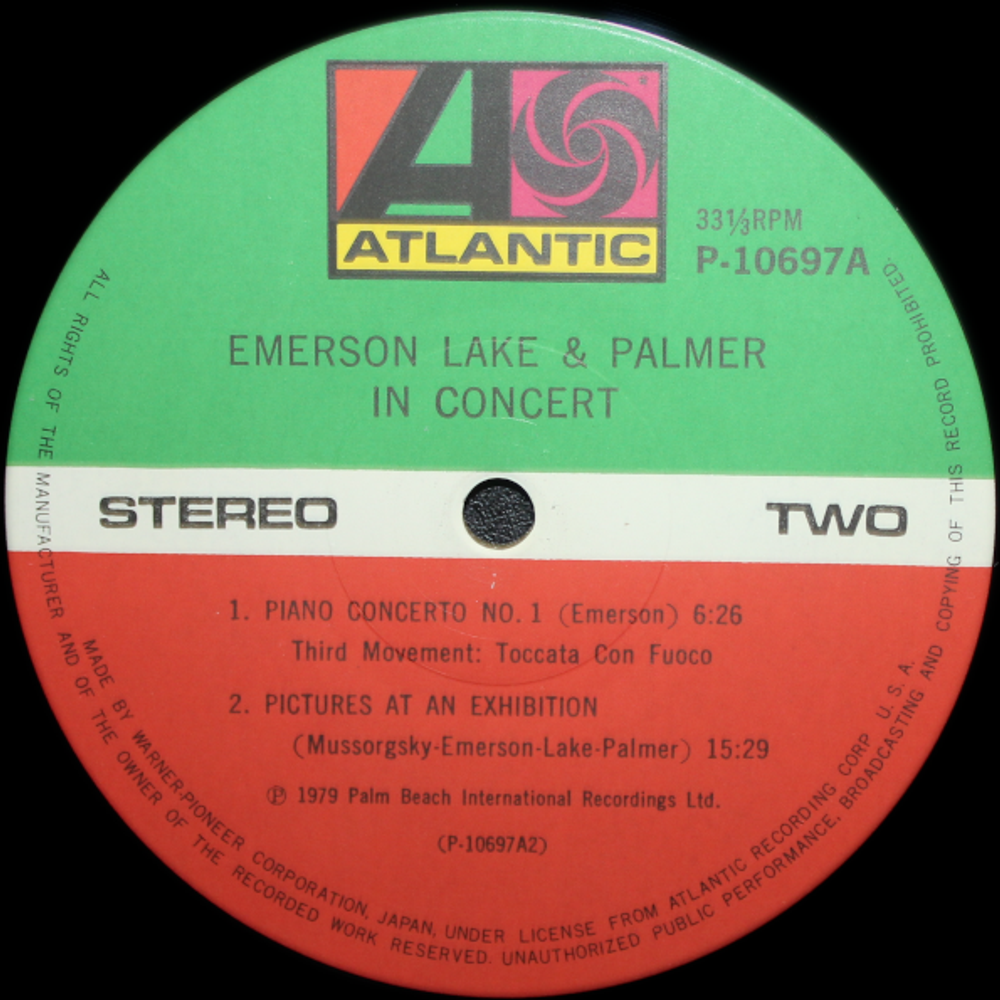 ATLANTIC
33⅓RPM
P-10697A
EMERSON LAKE & PALMER
IN CONCERT
STEREO
TWO
1. PIANO CONCERTO NO. 1 (Emerson) 6:26
Third Movement: Toccata Con Fuoco
2. PICTURES AT AN EXHIBITION
(Mussorgsky-Emerson-Lake-Palmer) 15:29
℗ 1979 Palm Beach International Recordings Ltd.
(P-10697A2)
MADE BY WARNER-PIONEER CORPORATION, JAPAN, UNDER LICENSE FROM ATLANTIC RECORDING CORP U. S. A.
ALL RIGHTS OF THE MANUFACTURER AND OF THE OWNER OF THE RECORDED WORK RESERVED. UNAUTHORIZED PUBLIC PERFORMANCE, BROADCASTING AND COPYING OF THIS RECORD PROHIBITED.